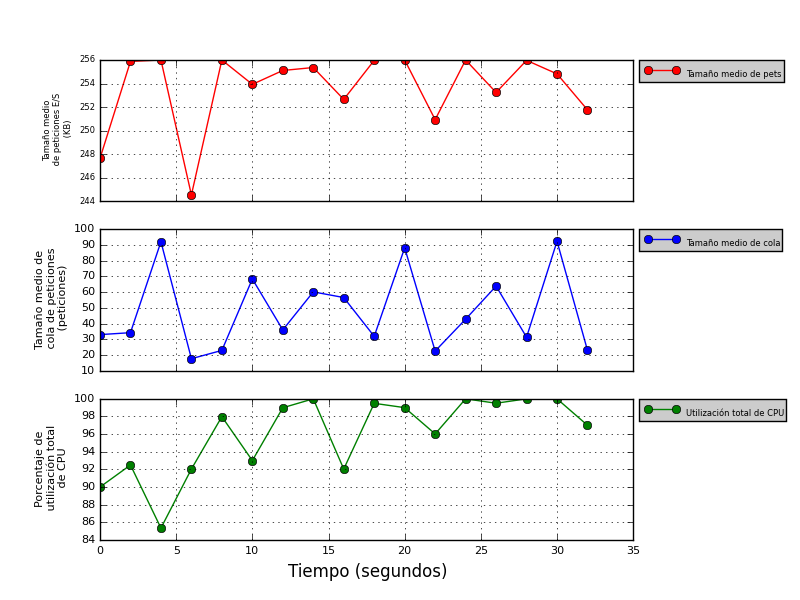 256
254
252
250
248
246
244
Tamaño medio
de peticiones E/S
(KB)
Tamaño medio de pets
100
90
80
70
60
50
40
30
20
10
Tamaño medio de
cola de peticiones
(peticiones)
Tamaño medio de cola
100
98
96
94
92
90
88
86
84
Porcentaje de
utilización total
de CPU
Utilización total de CPU
0 5 10 15 20 25 30 35
Tiempo (segundos)